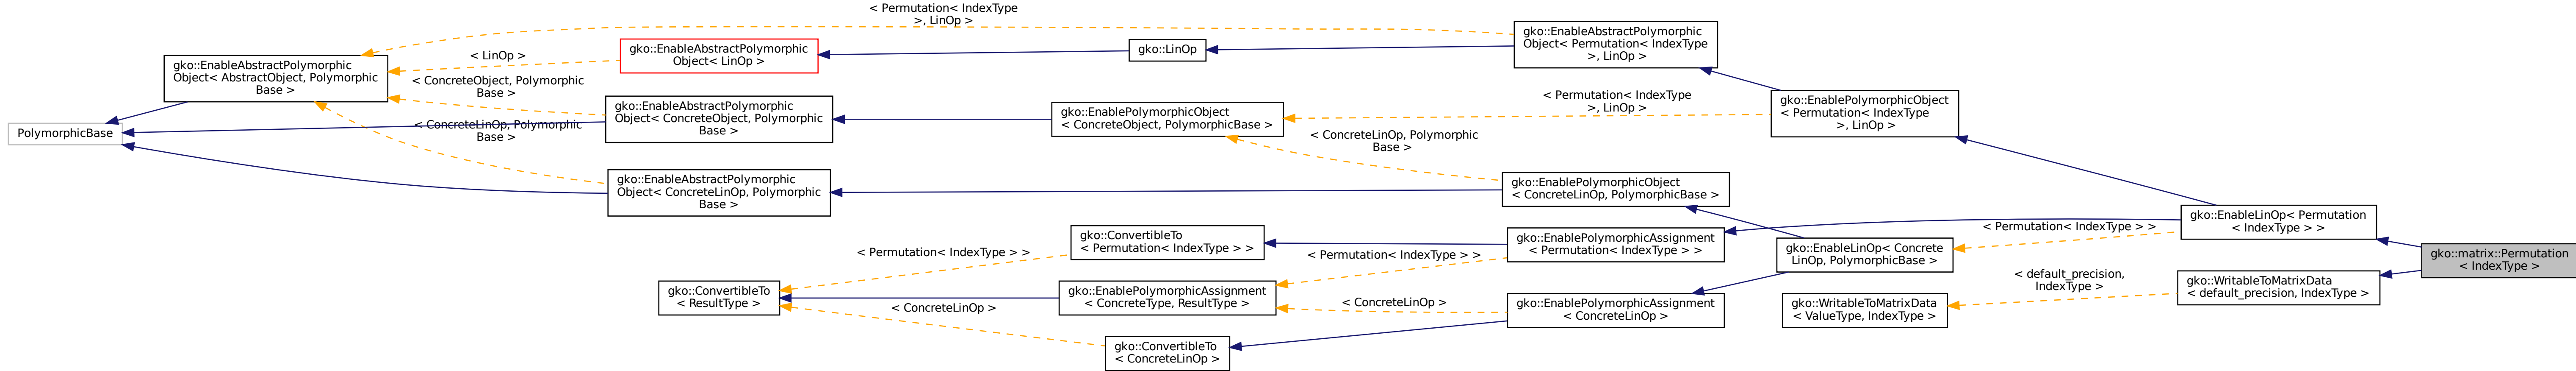 PolymorphicBase
gko::EnableAbstractPolymorphic
Object< AbstractObject, Polymorphic
Base >
< Permutation< IndexType
>, LinOp >
< LinOp >
< ConcreteObject, Polymorphic
Base >
< ConcreteLinOp, Polymorphic
Base >
gko::EnableAbstractPolymorphic
Object< LinOp >
gko::EnableAbstractPolymorphic
Object< ConcreteObject, Polymorphic
Base >
gko::EnableAbstractPolymorphic
Object< ConcreteLinOp, Polymorphic
Base >
gko::ConvertibleTo
< ResultType >
< Permutation< IndexType > >
< ConcreteLinOp >
gko::LinOp
gko::EnablePolymorphicObject
< ConcreteObject, PolymorphicBase >
gko::ConvertibleTo
< Permutation< IndexType > >
gko::EnablePolymorphicAssignment
< ConcreteType, ResultType >
gko::ConvertibleTo
< ConcreteLinOp >
< Permutation< IndexType
>, LinOp >
< ConcreteLinOp, Polymorphic
Base >
< Permutation< IndexType > >
< ConcreteLinOp >
gko::EnableAbstractPolymorphic
Object< Permutation< IndexType
>, LinOp >
gko::EnablePolymorphicObject
< ConcreteLinOp, PolymorphicBase >
gko::EnablePolymorphicAssignment
< Permutation< IndexType > >
gko::EnablePolymorphicAssignment
< ConcreteLinOp >
gko::EnablePolymorphicObject
< Permutation< IndexType
>, LinOp >
gko::EnableLinOp< Concrete
LinOp, PolymorphicBase >
gko::WritableToMatrixData
< ValueType, IndexType >
< Permutation< IndexType > >
< default_precision,
IndexType >
gko::EnableLinOp< Permutation
< IndexType > >
gko::WritableToMatrixData
< default_precision, IndexType >
gko::matrix::Permutation
< IndexType >